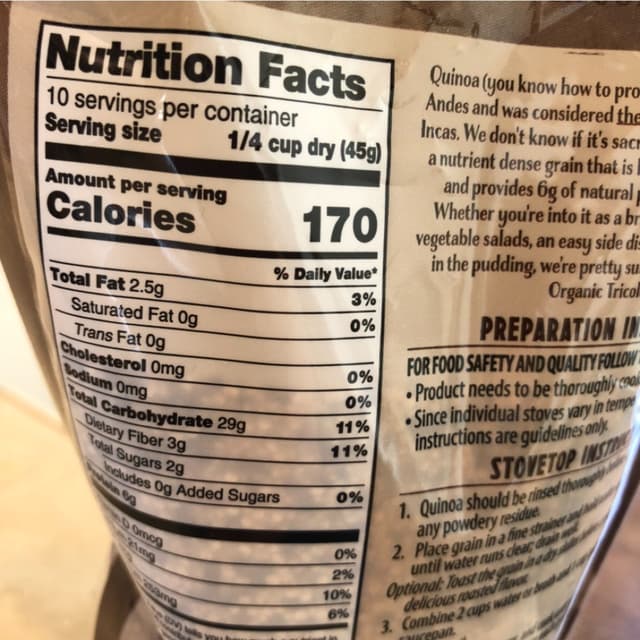 Nutrition Facts
10 servings per container
Serving size 1/4 cup dry (45g)
Amount per serving
Calories 170
% Daily Value*
Total Fat 2.5g 3%
Saturated Fat 0g 0%
Trans Fat 0g
Cholesterol 0mg 0%
Sodium 0mg 0%
Total Carbohydrate 29g 11%
Dietary Fiber 3g 11%
Total Sugars 2g
Includes 0g Added Sugars 0%
Protein 6g
D 0mcg 0%
21mg 2%
10%
6%
Quinoa (you know how to pro
Andes and was considered the
Incas. We don't know if it's sacr
a nutrient dense grain that is
and provides 6g of natural
Whether you're into it as a br
vegetable salads, an easy side di
in the pudding, we're pretty su
Organic Tricol
PREPARATION IN
FOR FOOD SAFETY AND QUALITY FOLLOW
• Product needs to be thoroughly coo
• Since individual stoves vary in tempe
instructions are guidelines only.
STOVETOP INSTRU
1. Quinoa should be rinsed thoroughly
any powdery residue.
2. Place grain in a fine strainer and
until water runs clear; drain
Optional: Toast the grain in a dry
delicious roasted flavor.
3. Combine 2 cups water or broth and
saucepan.